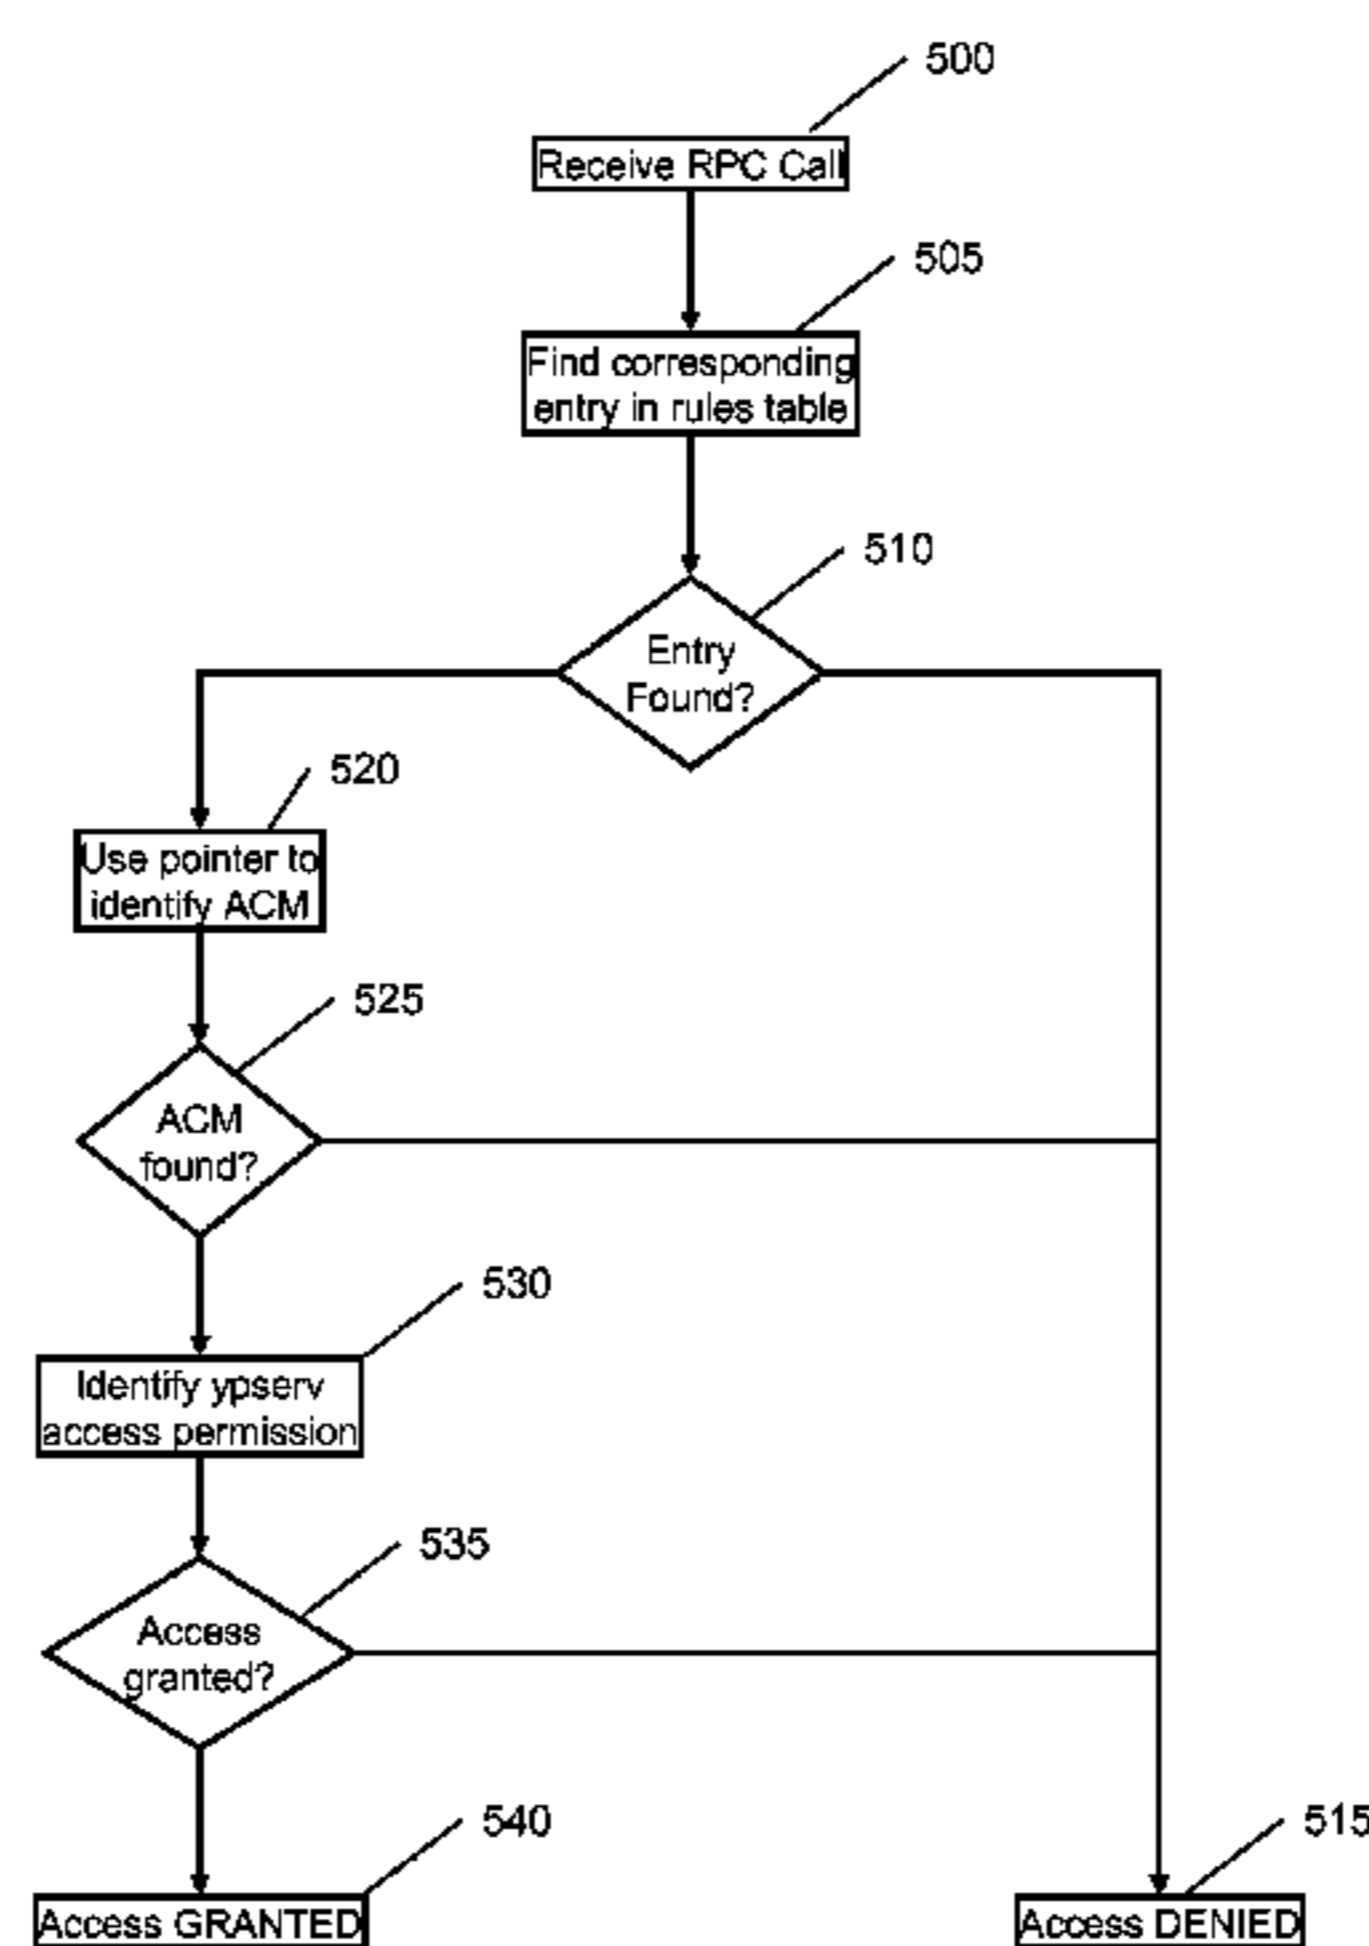 500
Receive RPC Call
505
Find corresponding
entry in rules table
510
Entry
Found?
520
Use pointer to
identify ACM
525
ACM
found?
530
Identify ypserv
access permission
535
Access
granted?
540
Access GRANTED
515
Access DENIED